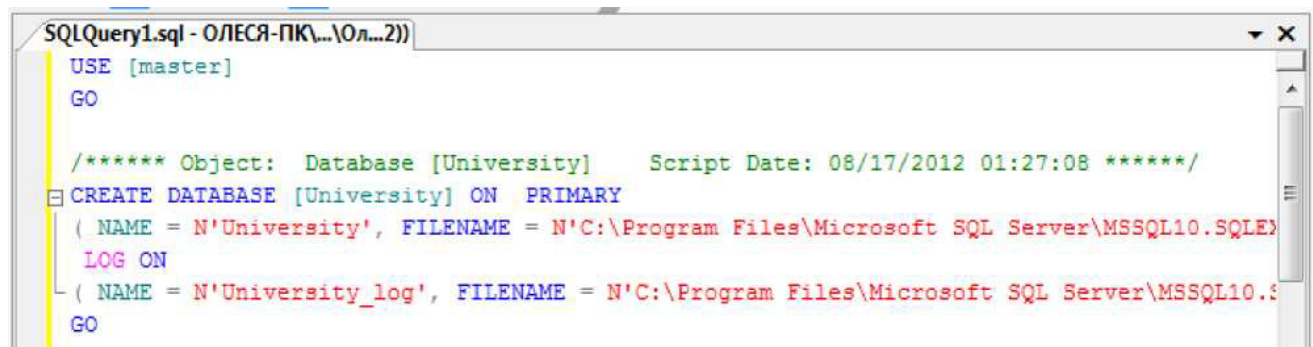 SQLQuery1.sql - ОЛЕСЯ-ПК\...\Ол...2))
USE [master]
GO
/****** Object:  Database [University]    Script Date: 08/17/2012 01:27:08 ******/
CREATE DATABASE [University] ON  PRIMARY
( NAME = N'University', FILENAME = N'C:\Program Files\Microsoft SQL Server\MSSQL10.SQLEX
LOG ON
( NAME = N'University_log', FILENAME = N'C:\Program Files\Microsoft SQL Server\MSSQL10.S
GO